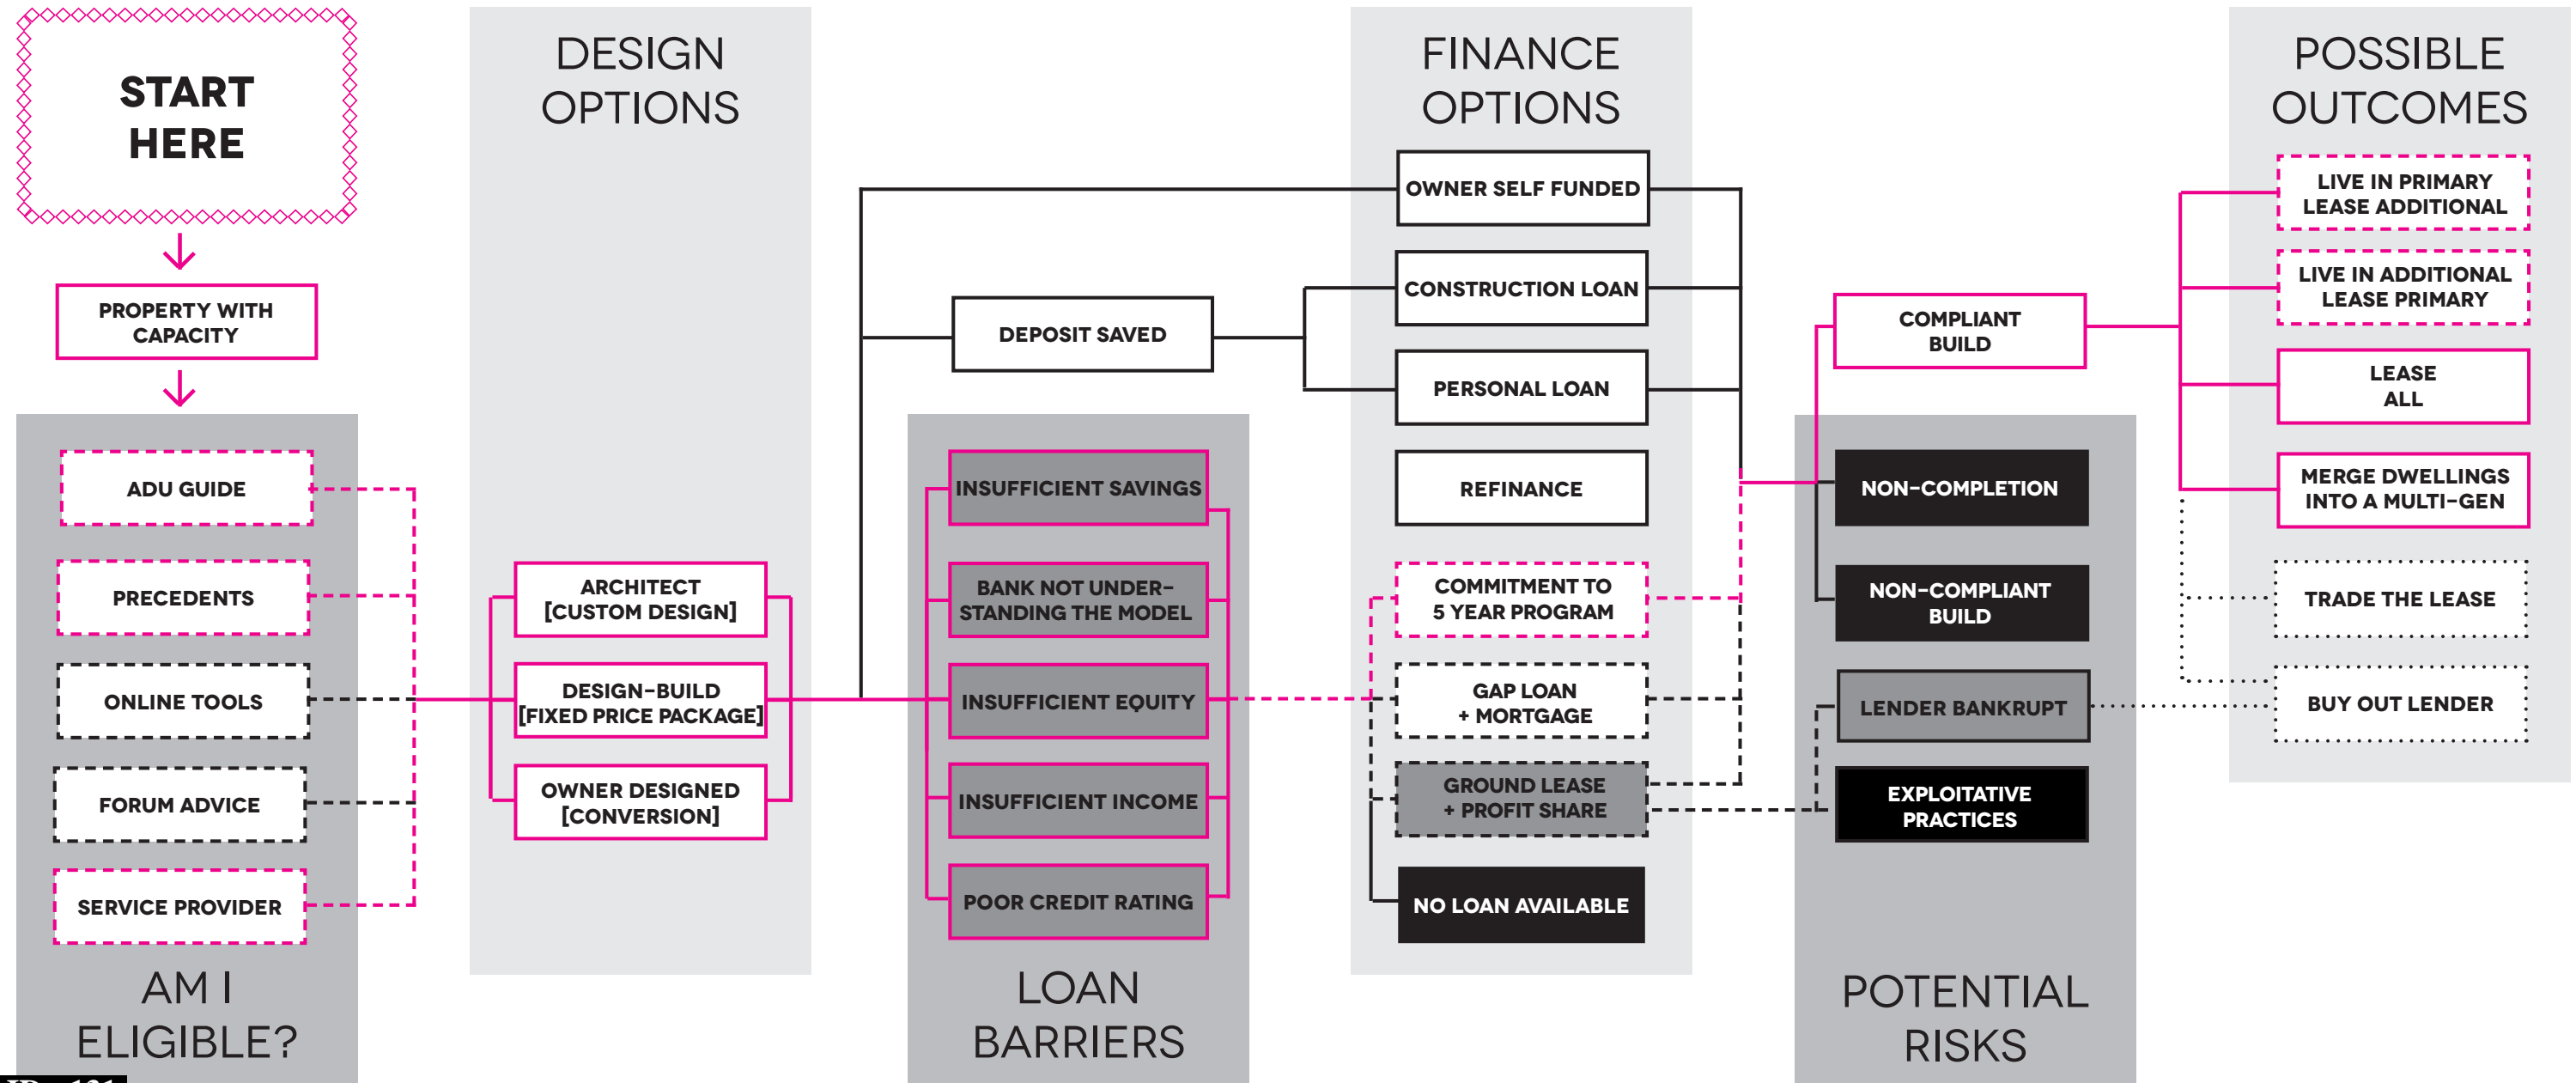 START
HERE
PROPERTY WITH
CAPACITY
ADU GUIDE
PRECEDENTS
ONLINE TOOLS
FORUM ADVICE
SERVICE PROVIDER
AM I
ELIGIBLE?
DESIGN
OPTIONS
ARCHITECT
[CUSTOM DESIGN]
DESIGN-BUILD
[FIXED PRICE PACKAGE]
OWNER DESIGNED
[CONVERSION]
DEPOSIT SAVED
INSUFFICIENT SAVINGS
BANK NOT UNDER-
STANDING THE MODEL
INSUFFICIENT EQUITY
INSUFFICIENT INCOME
POOR CREDIT RATING
LOAN
BARRIERS
FINANCE
OPTIONS
OWNER SELF FUNDED
CONSTRUCTION LOAN
PERSONAL LOAN
REFINANCE
COMMITMENT TO
5 YEAR PROGRAM
GAP LOAN
+ MORTGAGE
GROUND LEASE
+ PROFIT SHARE
NO LOAN AVAILABLE
COMPLIANT
BUILD
NON-COMPLETION
NON-COMPLIANT
BUILD
LENDER BANKRUPT
EXPLOITATIVE
PRACTICES
POTENTIAL
RISKS
POSSIBLE
OUTCOMES
LIVE IN PRIMARY
LEASE ADDITIONAL
LIVE IN ADDITIONAL
LEASE PRIMARY
LEASE
ALL
MERGE DWELLINGS
INTO A MULTI-GEN
TRADE THE LEASE
BUY OUT LENDER